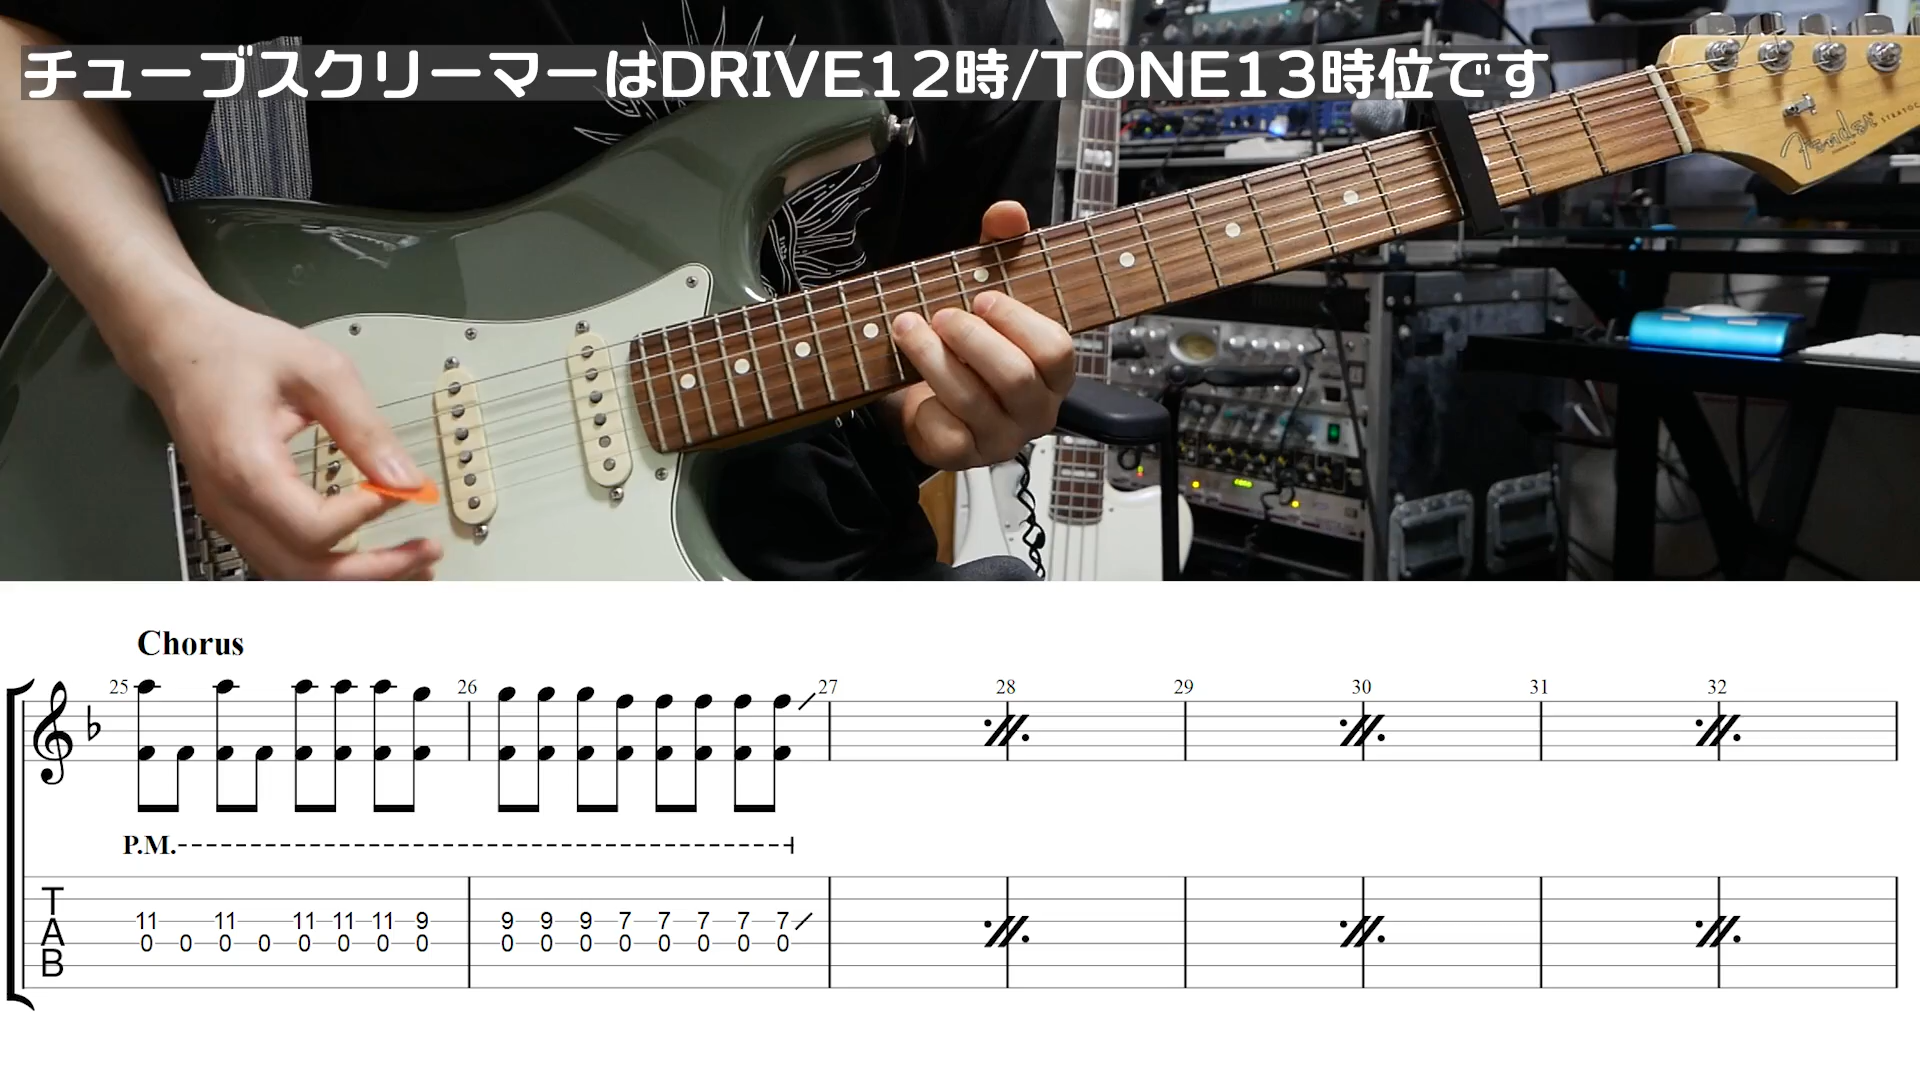 チューブスクリーマーはDRIVE12時/TONE13時位です
Fender STRATOC
Chorus
25 26 27 28 29 30 31 32
P.M.
T
A
B
11 11 11 11 11 9 9 9 9 7 7 7 7 7
0 0 0 0 0 0 0 0 0 0 0 0 0 0 0 0